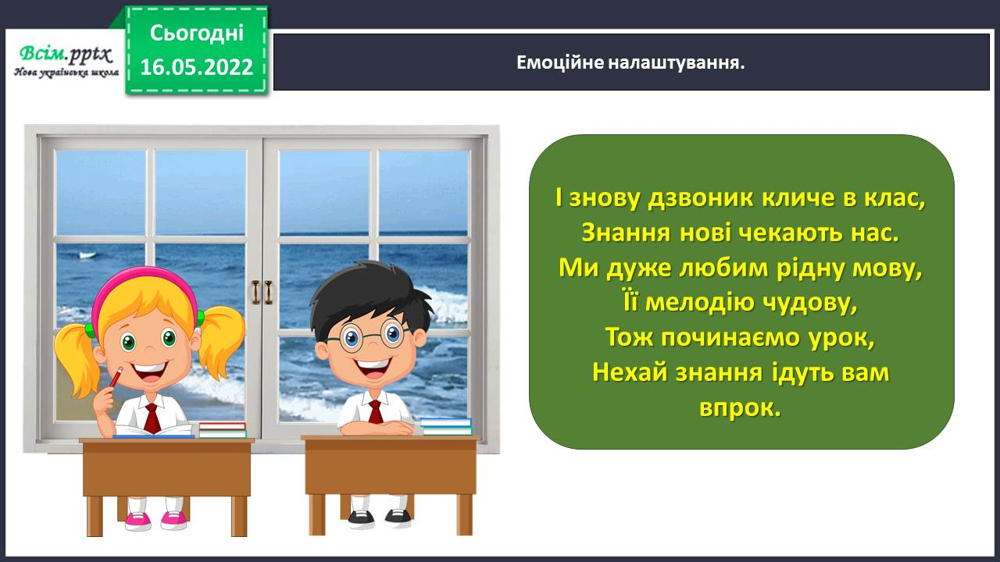 Сьогодні
16.05.2022
Всім.pptx
Нова українська школа
Емоційне налаштування.
І знову дзвоник кличе в клас,
Знання нові чекають нас.
Ми дуже любим рідну мову,
Її мелодію чудову,
Тож починаємо урок,
Нехай знання ідуть вам
впрок.